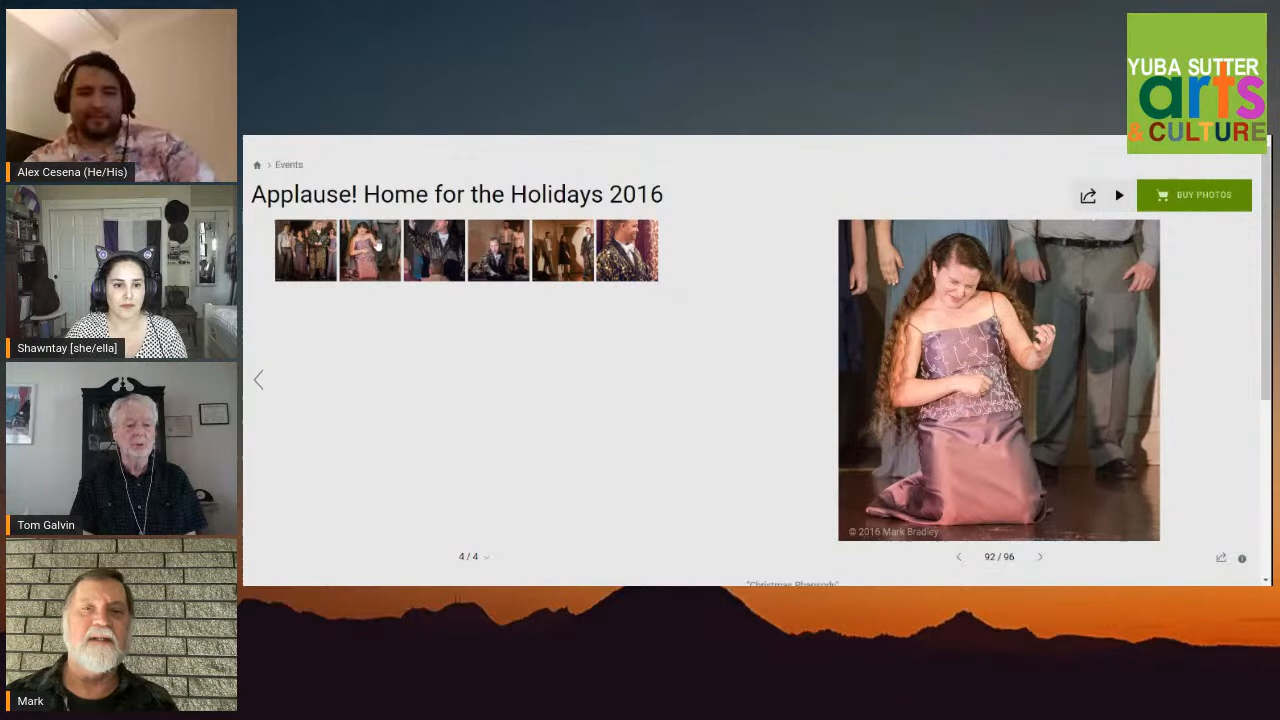 YUBA SUTTER
arts
& CULTURE
Alex Cesena (He/His)
Shawntay [she/ella]
Tom Galvin
Mark
Events
Applause! Home for the Holidays 2016
BUY PHOTOS
© 2016 Mark Bradley
4 / 4
92 / 96
"Christmas Rhapsody"